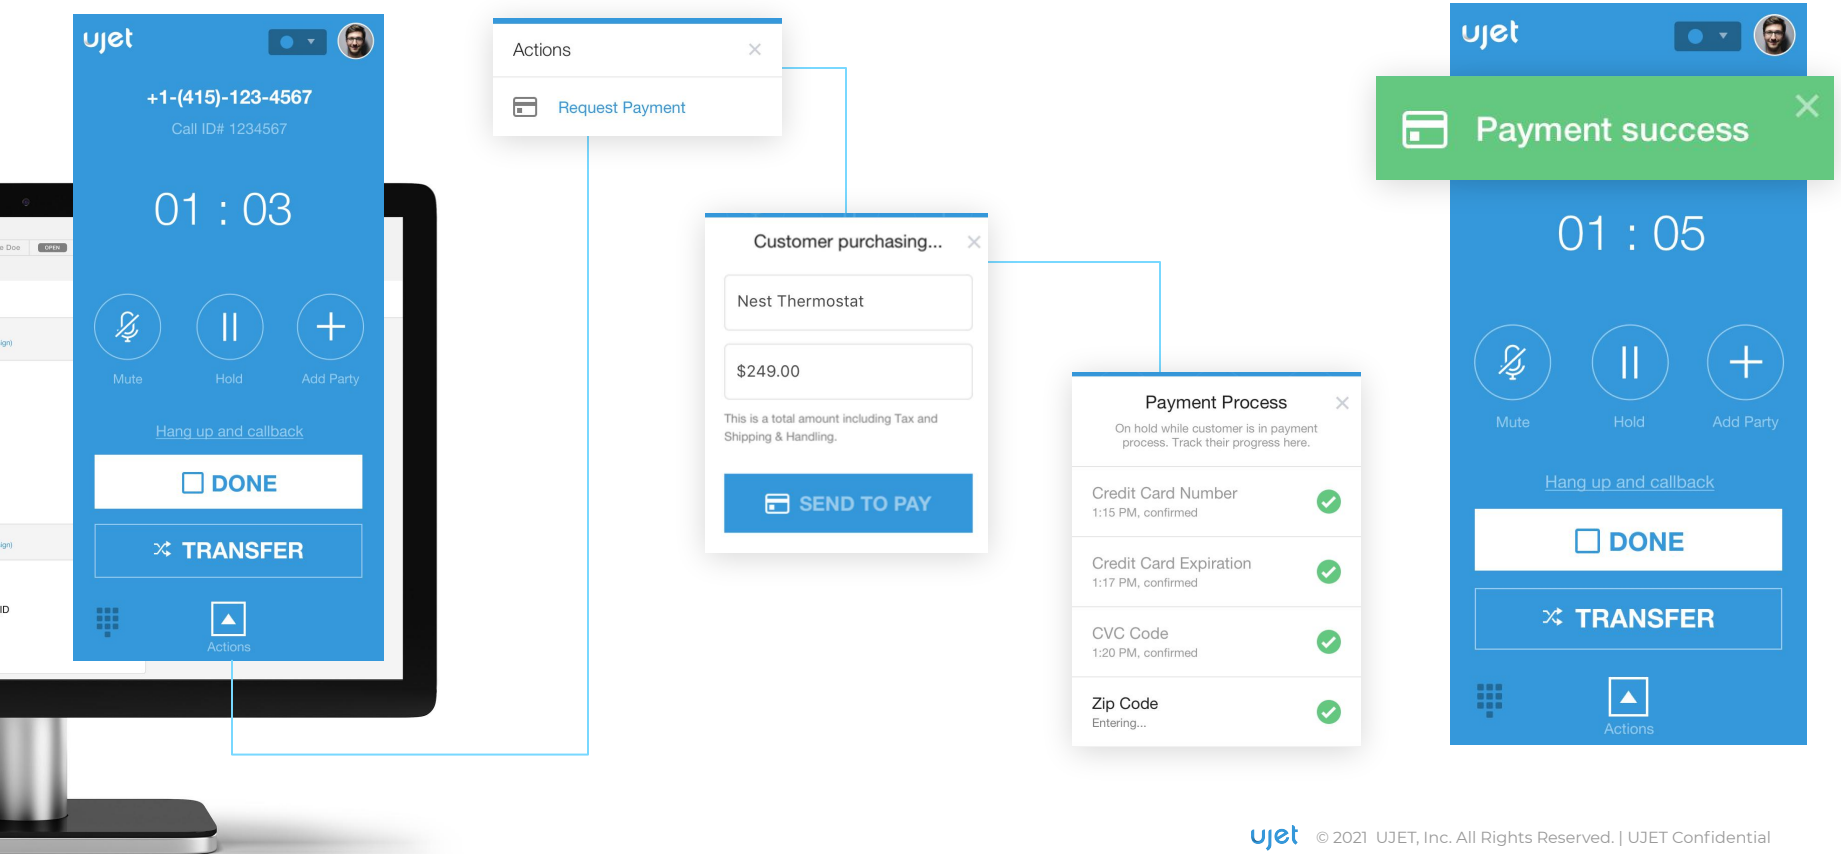 ujet
+1-(415)-123-4567
Call ID# 1234567
01 : 03
Mute
Hold
Add Party
Hang up and callback
DONE
TRANSFER
Actions
e Doe
OPEN
ign)
ign)
ID
Actions
Request Payment
Customer purchasing...
Nest Thermostat
$249.00
This is a total amount including Tax and
Shipping & Handling.
SEND TO PAY
Payment Process
On hold while customer is in payment
process. Track their progress here.
Credit Card Number
1:15 PM, confirmed
Credit Card Expiration
1:17 PM, confirmed
CVC Code
1:20 PM, confirmed
Zip Code
Entering...
ujet
Payment success
01 : 05
Mute
Hold
Add Party
Hang up and callback
DONE
TRANSFER
Actions
ujet © 2021 UJET, Inc. All Rights Reserved. | UJET Confidential